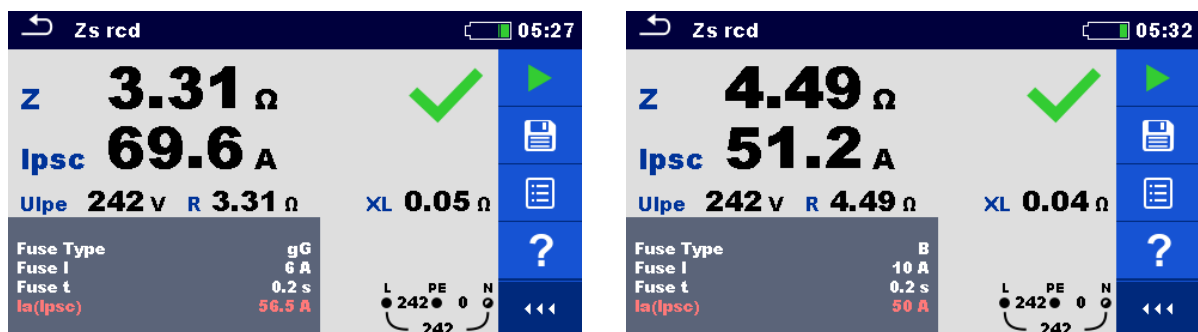 Zs rcd 05:27
Z 3.31 Ω
Ipsc 69.6 A
Ulpe 242 V R 3.31 Ω XL 0.05 Ω
Fuse Type gG
Fuse I 6 A
Fuse t 0.2 s
Ia(Ipsc) 56.5 A
L PE N
242 0
242
?
Zs rcd 05:32
Z 4.49 Ω
Ipsc 51.2 A
Ulpe 242 V R 4.49 Ω XL 0.04 Ω
Fuse Type B
Fuse I 10 A
Fuse t 0.2 s
Ia(Ipsc) 50 A
L PE N
242 0
242
?